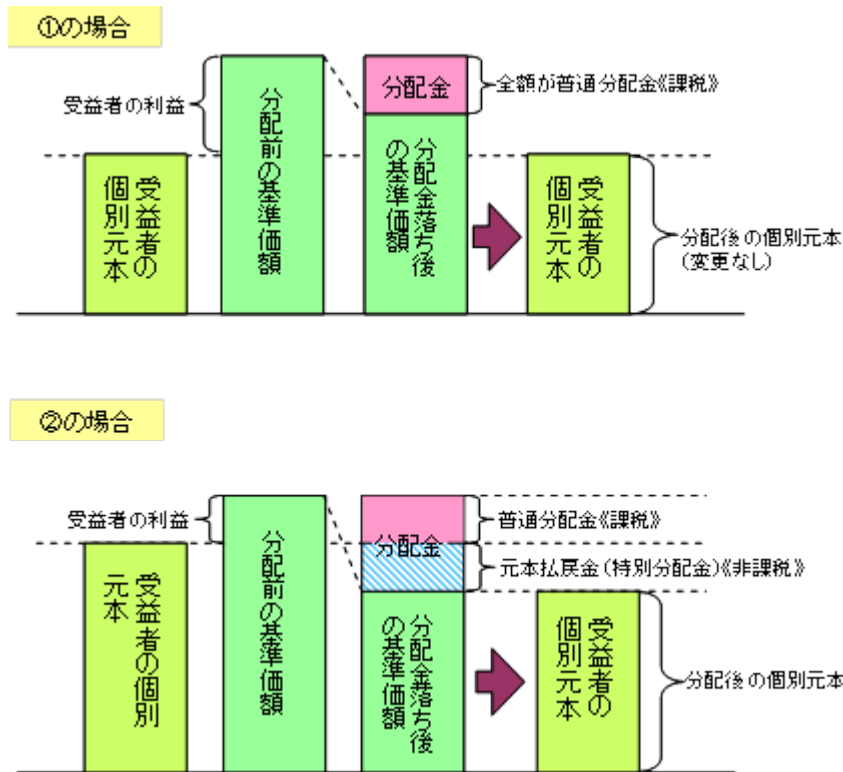 ①の場合
受益者の利益
受益者の
個別元本
分配前の基準価額
分配金
全額が普通分配金《課税》
分配金落ち後
の基準価額
受益者の
個別元本
分配後の個別元本
(変更なし)
②の場合
受益者の利益
受益者の個別
元本
分配前の基準価額
分配金
普通分配金《課税》
元本払戻金(特別分配金)《非課税》
分配金落ち後
の基準価額
受益者の
個別元本
分配後の個別元本